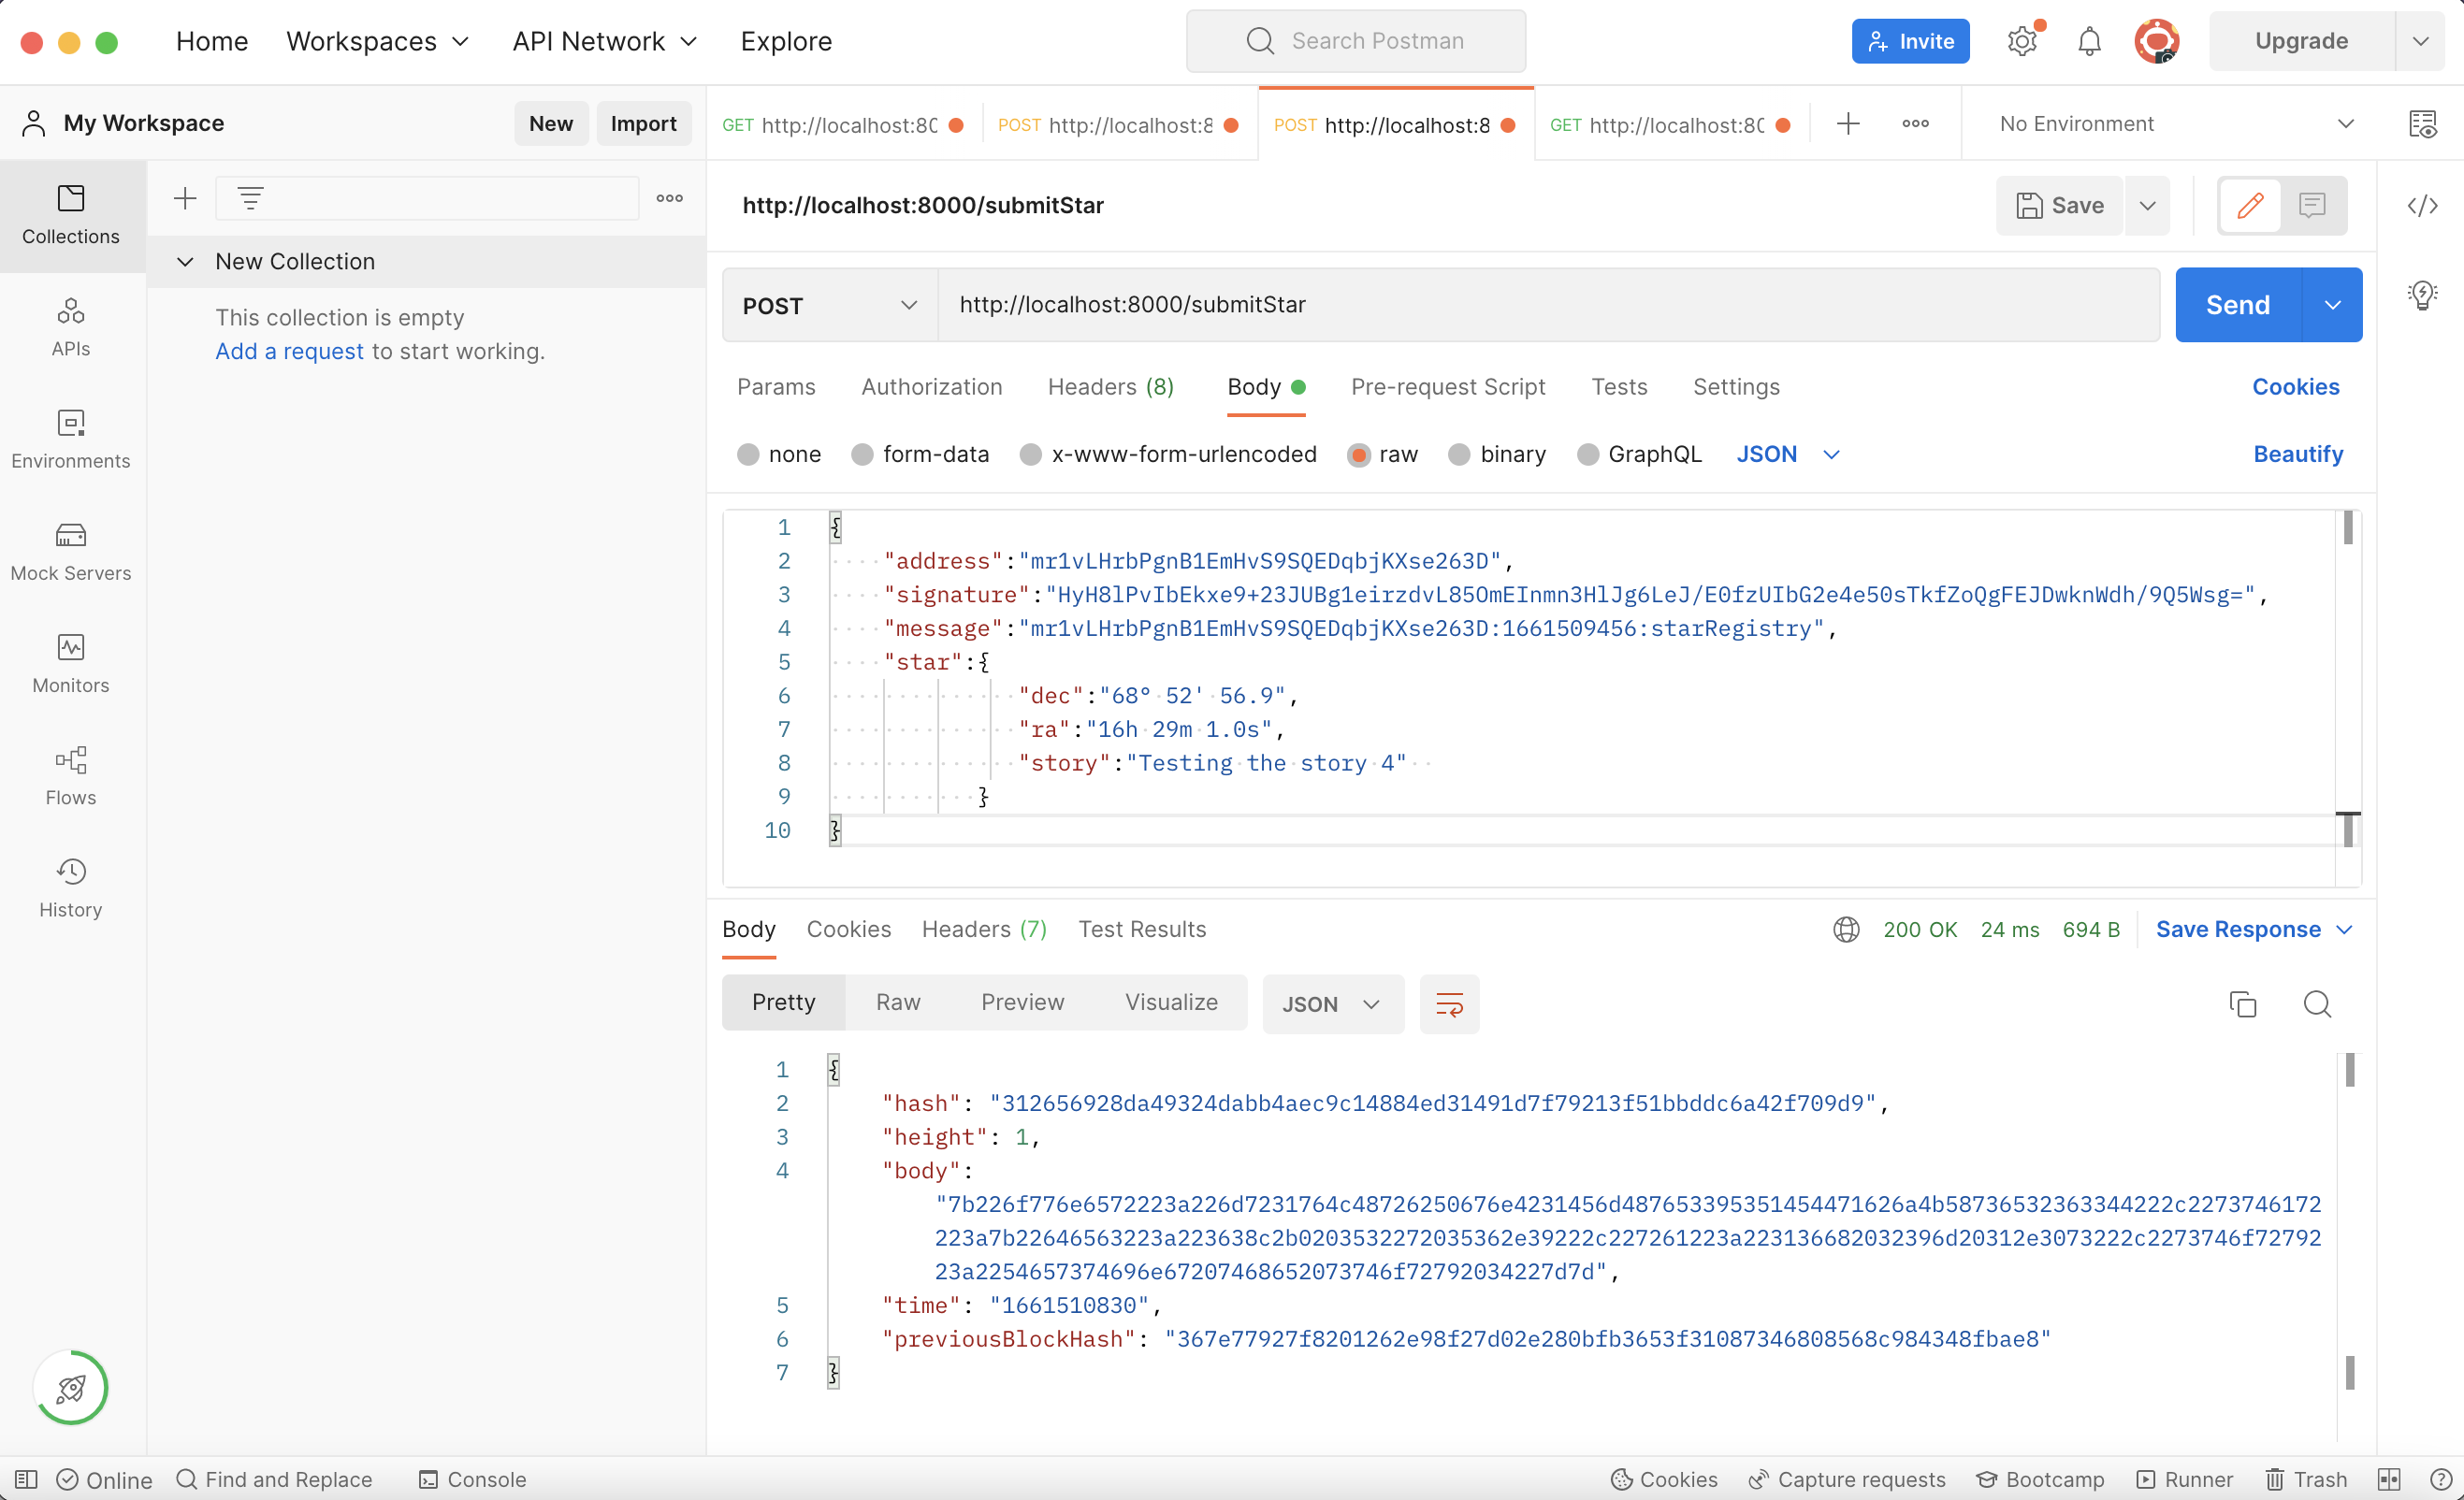 Home Workspaces API Network Explore Search Postman Invite Upgrade
My Workspace New Import GET http://localhost:80 POST http://localhost:8 POST http://localhost:8 GET http://localhost:80 No Environment
Collections
APIs
Environments
Mock Servers
Monitors
Flows
History
New Collection
This collection is empty
Add a request to start working.
http://localhost:8000/submitStar Save
POST http://localhost:8000/submitStar Send
Params Authorization Headers (8) Body Pre-request Script Tests Settings Cookies
none form-data x-www-form-urlencoded raw binary GraphQL JSON Beautify
1 {
2 "address":"mr1vLHrbPgnB1EmHvS9SQEDqbjKXse263D",
3 "signature":"HyH8lPvIbEkxe9+23JUBg1eirzdvL85OmEInmn3HlJg6LeJ/E0fzUIbG2e4e50sTkfZoQgFEJDwknWdh/9Q5Wsg=",
4 "message":"mr1vLHrbPgnB1EmHvS9SQEDqbjKXse263D:1661509456:starRegistry",
5 "star":{
6 "dec":"68° 52' 56.9",
7 "ra":"16h 29m 1.0s",
8 "story":"Testing the story 4"
9 }
10 }
Body Cookies Headers (7) Test Results 200 OK 24 ms 694 B Save Response
Pretty Raw Preview Visualize JSON
1 {
2 "hash": "312656928da49324dabb4aec9c14884ed31491d7f79213f51bbddc6a42f709d9",
3 "height": 1,
4 "body":
"7b226f776e6572223a226d7231764c48726250676e4231456d487653395351454471626a4b58736532363344222c2273746172
223a7b22646563223a223638c2b0203532272035362e39222c227261223a223136682032396d20312e3073222c2273746f7279
223a2254657374696e67207468652073746f72792034227d7d",
5 "time": "1661510830",
6 "previousBlockHash": "367e77927f8201262e98f27d02e280bfb3653f31087346808568c984348fbae8"
7 }
Online Find and Replace Console Cookies Capture requests Bootcamp Runner Trash